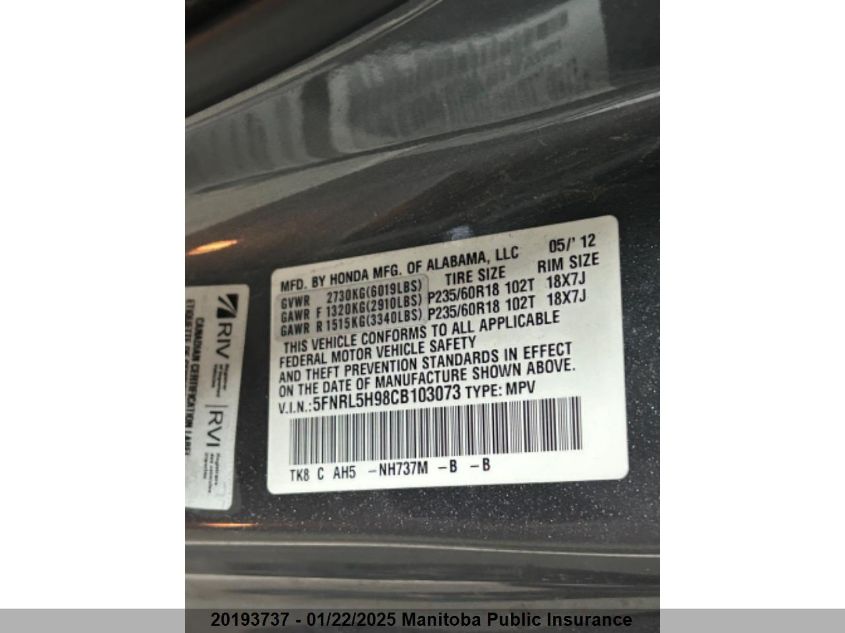 MFD. BY HONDA MFG. OF ALABAMA, LLC 05/' 12
TIRE SIZE RIM SIZE
GVWR 2730KG(6019LBS)
GAWR F 1320KG(2910LBS) P235/60R18 102T 18X7J
GAWR R 1515KG(3340LBS) P235/60R18 102T 18X7J
THIS VEHICLE CONFORMS TO ALL APPLICABLE
FEDERAL MOTOR VEHICLE SAFETY
AND THEFT PREVENTION STANDARDS IN EFFECT
ON THE DATE OF MANUFACTURE SHOWN ABOVE.
V.I.N.:5FNRL5H98CB103073 TYPE: MPV
TK8 C AH5 -NH737M -B -B
RIV
RVI
CANADIAN CERTIFICATION LABEL
20193737 - 01/22/2025 Manitoba Public Insurance